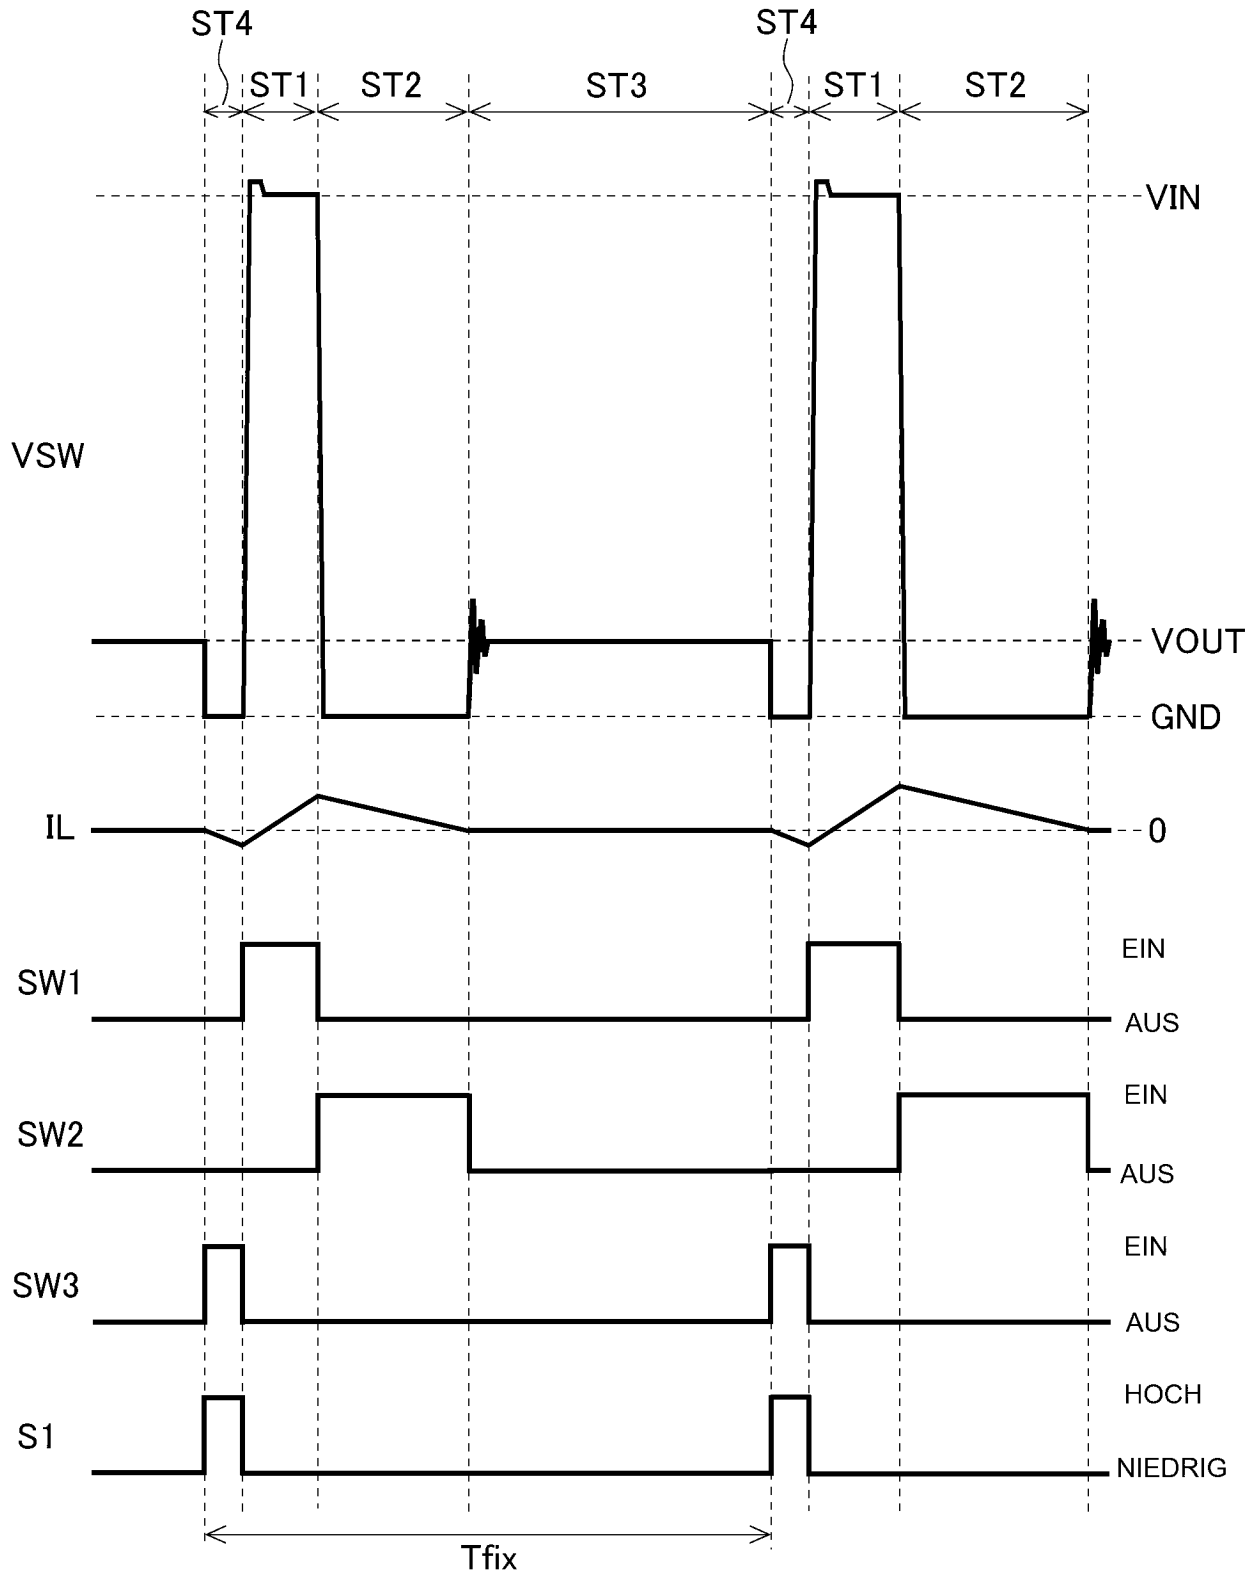 ST4 ST4
ST1 ST2 ST3 ST1 ST2
VIN
VSW
VOUT
GND
IL 0
EIN
SW1
AUS
EIN
SW2
AUS
EIN
SW3
AUS
HOCH
S1
NIEDRIG
Tfix